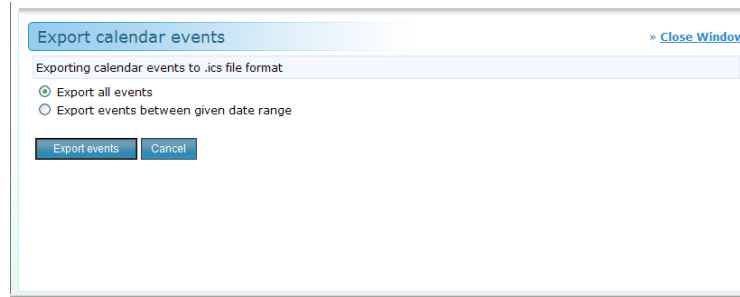 Export calendar events
» Close Window
Exporting calendar events to .ics file format
Export all events
Export events between given date range
Export events Cancel